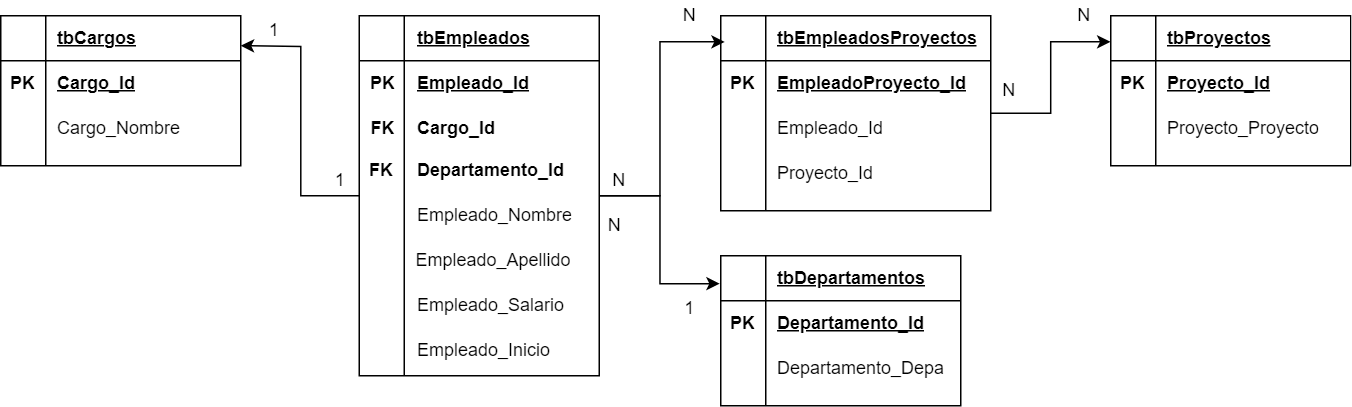 tbCargos
PK Cargo_Id
Cargo_Nombre
1
1
tbEmpleados
PK Empleado_Id
FK Cargo_Id
FK Departamento_Id
Empleado_Nombre
Empleado_Apellido
Empleado_Salario
Empleado_Inicio
N
N
N
1
tbEmpleadosProyectos
PK EmpleadoProyecto_Id
Empleado_Id
Proyecto_Id
N
N
tbProyectos
PK Proyecto_Id
Proyecto_Proyecto
tbDepartamentos
PK Departamento_Id
Departamento_Depa